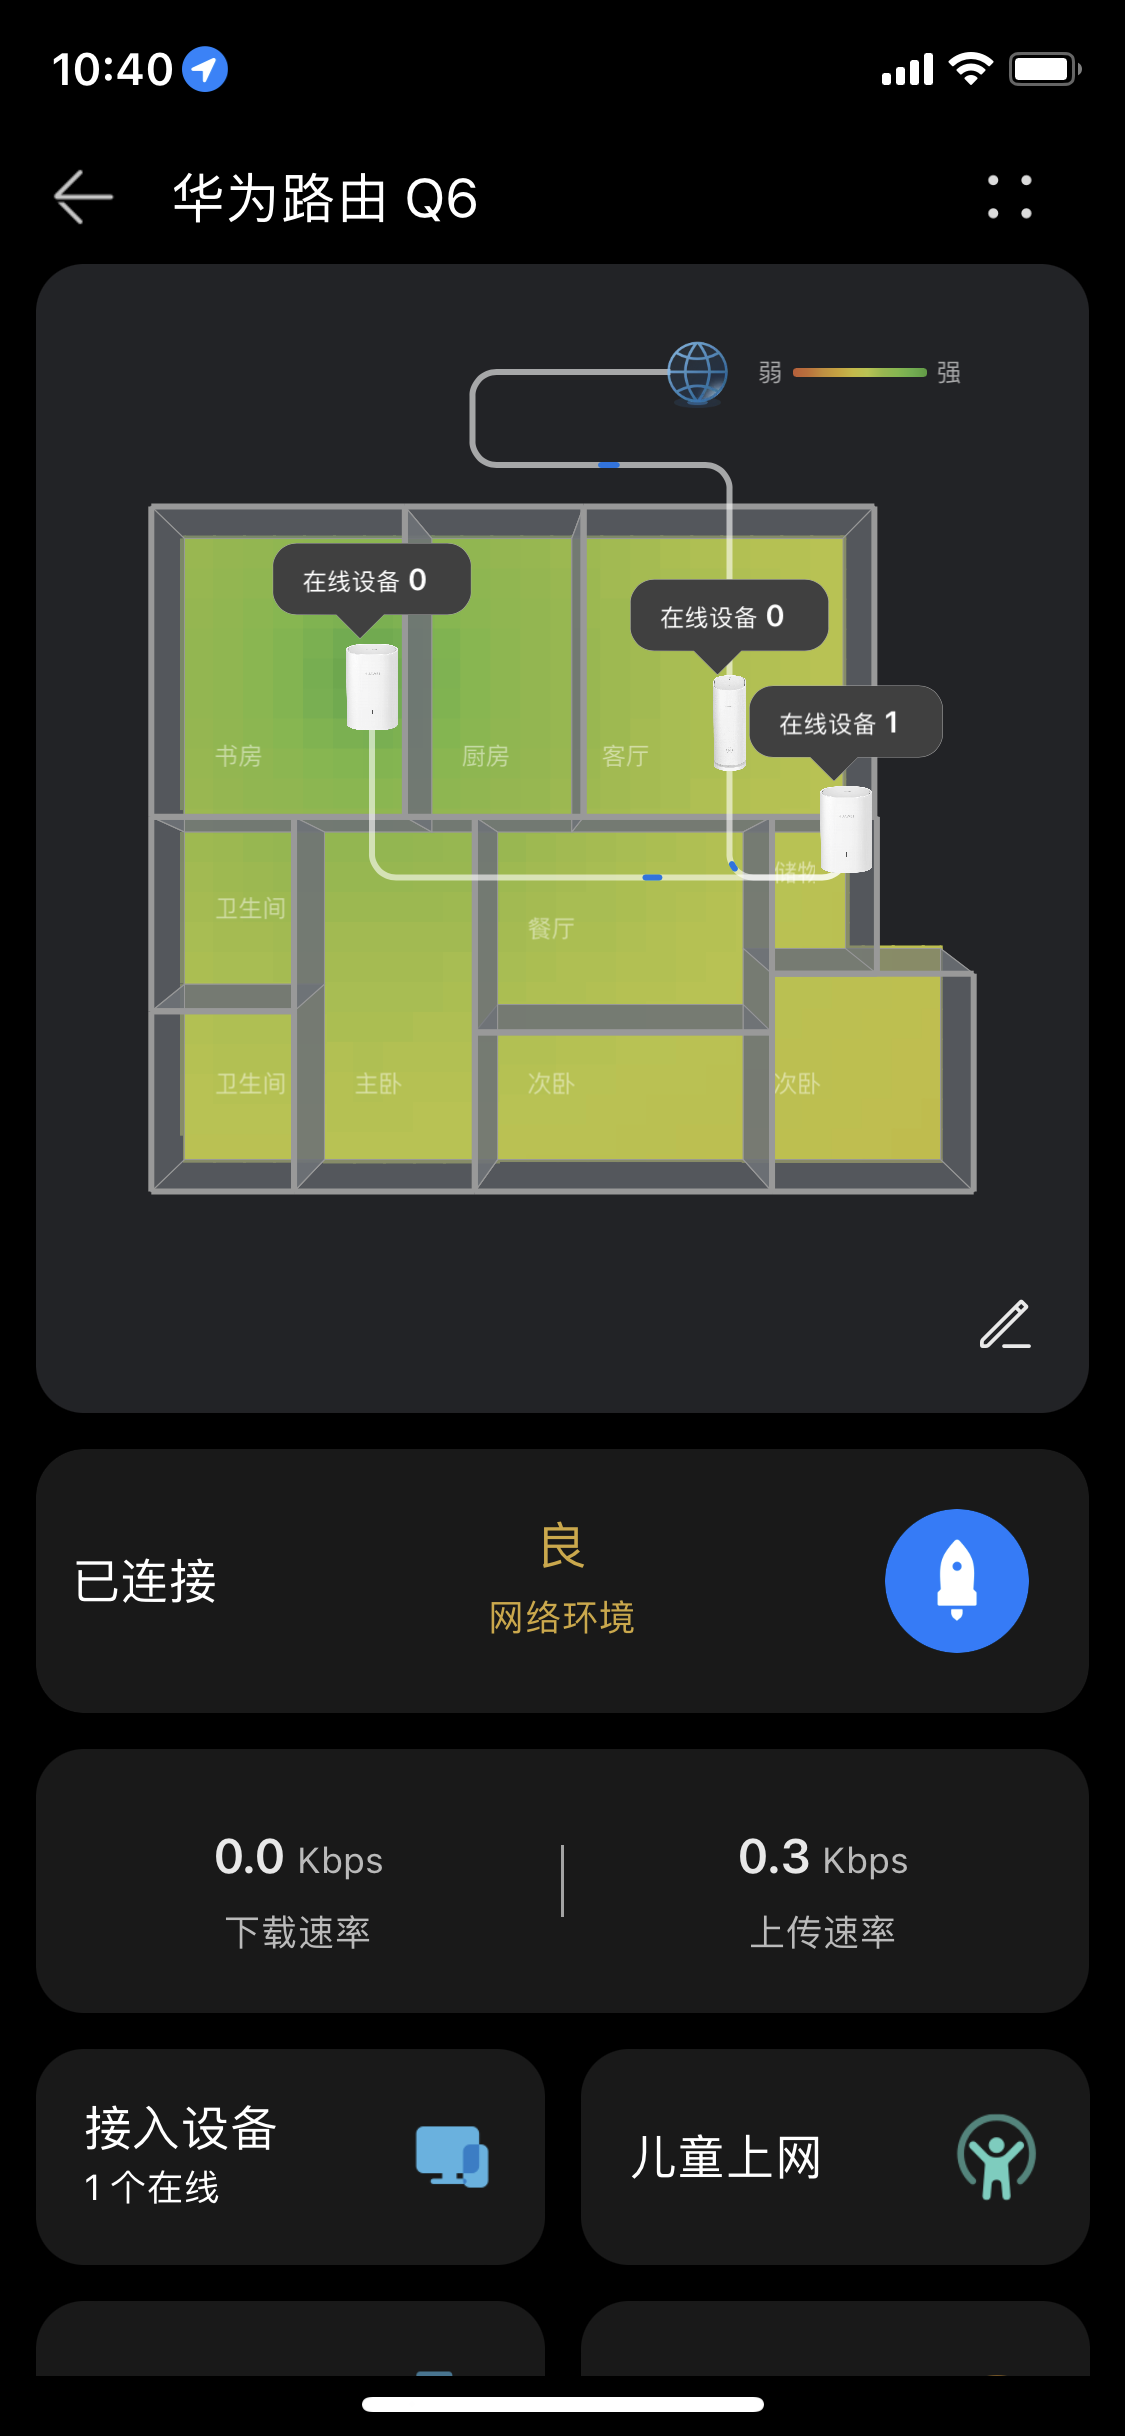 10:40
华为路由 Q6
弱 强
在线设备 0
在线设备 0
在线设备 1
书房
厨房
客厅
储物
卫生间
餐厅
卫生间
主卧
次卧
次卧
已连接
良
网络环境
0.0 Kbps
下载速率
0.3 Kbps
上传速率
接入设备
1 个在线
儿童上网